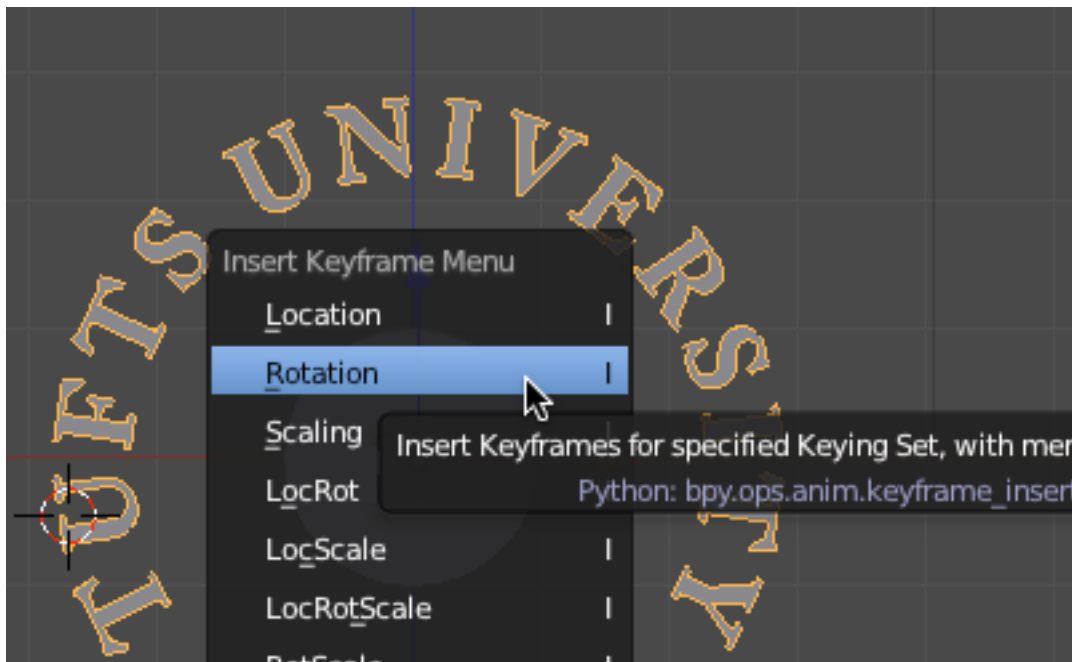 TUFTS UNIVERSITY
Insert Keyframe Menu
Location I
Rotation I
Scaling
Insert Keyframes for specified Keying Set, with
LocRot
Python: bpy.ops.anim.keyframe_insert
LocScale I
LocRotScale I
RotScale